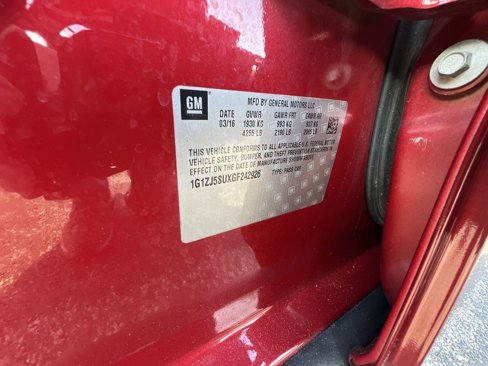 GM
MFD BY GENERAL MOTORS LLC
DATE GVWR GAWR FRT GAWR RR
03/16 1930 KG 993 KG 937 KG
4255 LB 2190 LB 2065 LB
THIS VEHICLE CONFORMS TO ALL APPLICABLE U.S. FEDERAL MOTOR
VEHICLE SAFETY, BUMPER, AND THEFT PREVENTION STANDARDS IN
EFFECT ON THE DATE OF MANUFACTURE SHOWN ABOVE.
1G1ZJ5SUXGF242926 TYPE: PASS CAR